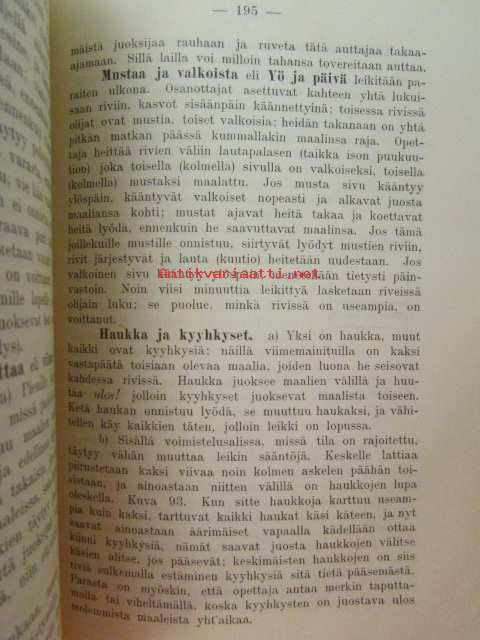 — 195 —
mäistä juoksijaa rauhaan ja ruveta tätä auttajaa takaa-
ajamaan. Sillä lailla voi milloin tahansa tovereitaan auttaa.
Mustaa ja valkoista eli Yö ja päivä leikitään pa-
raiten ulkona. Osanottajat asettuvat kahteen yhtä lukui-
saan riviin, kasvot sisäänpäin käännettyinä; toisessa rivissä
olijat ovat mustia, toiset valkoisia; heidän takanaan on yhtä
pitkän matkan päässä kummallakin maalinsa raja. Opet-
taja heittää rivien väliin lautapalasen (taikka ison puukuu-
tion) joka toisella (kolmella) sivulla on valkoiseksi, toisella
(kolmella) mustaksi maalattu. Jos musta sivu kääntyy
ylöspäin, kääntyvät valkoiset nopeasti ja alkavat juosta
maaliansa kohti; mustat ajavat heitä takaa ja koettavat
heitä lyödä, ennenkuin he saavuttavat maalinsa. Jos tämä
joillekuille mustille onnistuu, siirtyvät lyödyt mustien riviin,
rivit järjestyvät ja lauta (kuutio) heitetään uudestaan. Jos
valkoinen sivu tietysti päin-
vastoin. Noin viisi minuuttia leikittyä lasketaan riveissä
olijain luku; se puolue, minkä rivissä on useampia, on
voittanut.
Antikvariaatti.net
Haukka ja kyyhkyset. a) Yksi on haukka, muut
kaikki ovat kyyhkysiä; näillä viimemainituilla on kaksi
vastapäätä toisiaan olevaa maalia, joiden luona he seisovat
kahdessa rivissä. Haukka juoksee maalien välillä ja huu-
taa ulos! jolloin kyyhkyset juoksevat maalista toiseen.
Ketä haukan onnistuu lyödä, se muuttuu haukaksi, ja vähi-
tellen käy kaikkien täten, jolloin leikki on lopussa.
b) Sisällä voimistelusalissa, missä tila on rajoitettu,
täytyy vähän muuttaa leikin sääntöjä. Keskelle lattiaa
piirustetaan kaksi viivaa noin kolmen askelen päähän toi-
sistaan, ja ainoastaan niitten välillä on haukkojen lupa
oleskella. Kuva 93. Kun sitte haukkoja karttuu useam-
pia kuin kaksi, tarttuvat kaikki haukat käsi käteen, ja nyt
saavat ainoastaan äärimäiset vapaalla kädellään ottaa
kiinni kyyhkysiä, nämät saavat juosta haukkojen välitse
käsien alitse, jos pääsevät; keskimäisten haukkojen on siis
riviä sulkemalla estäminen kyyhkysiä sitä tietä pääsemästä.
Parasta on myöskin, että opettaja antaa merkin taputta-
malla tai viheltämällä, koska kyyhkysten on juostava ulos
molemmista maaleista yht'aikaa.